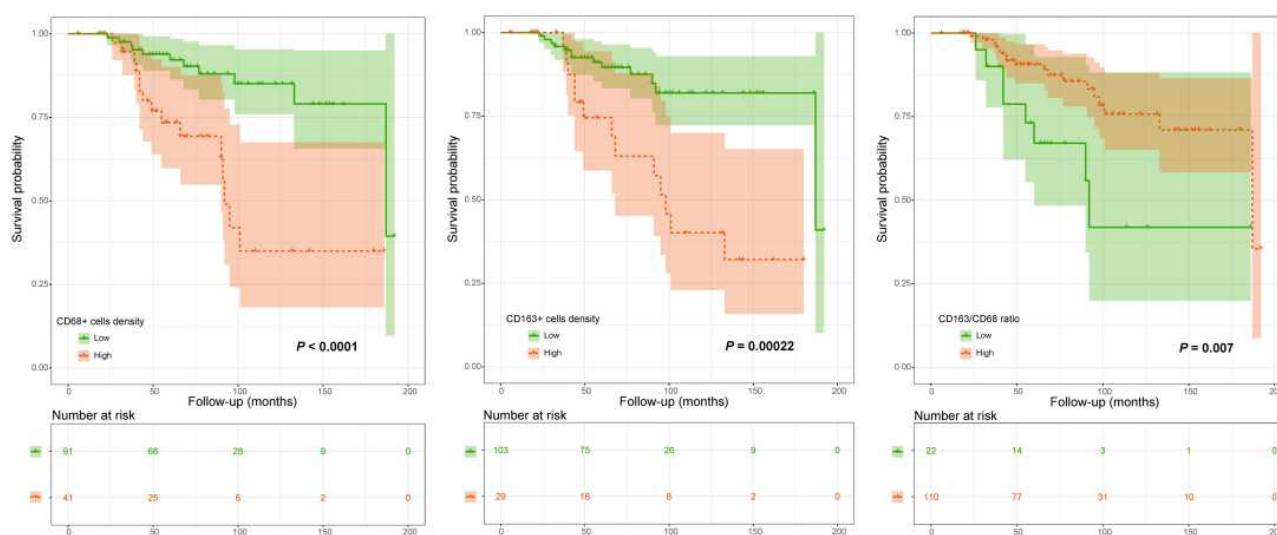 Survival probability
1.00
0.75
0.50
0.25
0.00
CD68+ cells density
Low
High
P < 0.0001
0 50 100 150 200
Follow-up (months)
Number at risk
91 66 28 9 0
41 25 6 2 0
0 50 100 150 200
Survival probability
1.00
0.75
0.50
0.25
0.00
CD163+ cells density
Low
High
P = 0.00022
0 50 100 150 200
Follow-up (months)
Number at risk
103 75 26 9 0
29 16 8 2 0
0 50 100 150 200
Survival probability
1.00
0.75
0.50
0.25
0.00
CD163/CD68 ratio
Low
High
P = 0.007
0 50 100 150 200
Follow-up (months)
Number at risk
22 14 3 1 0
110 77 31 10 0
0 50 100 150 200